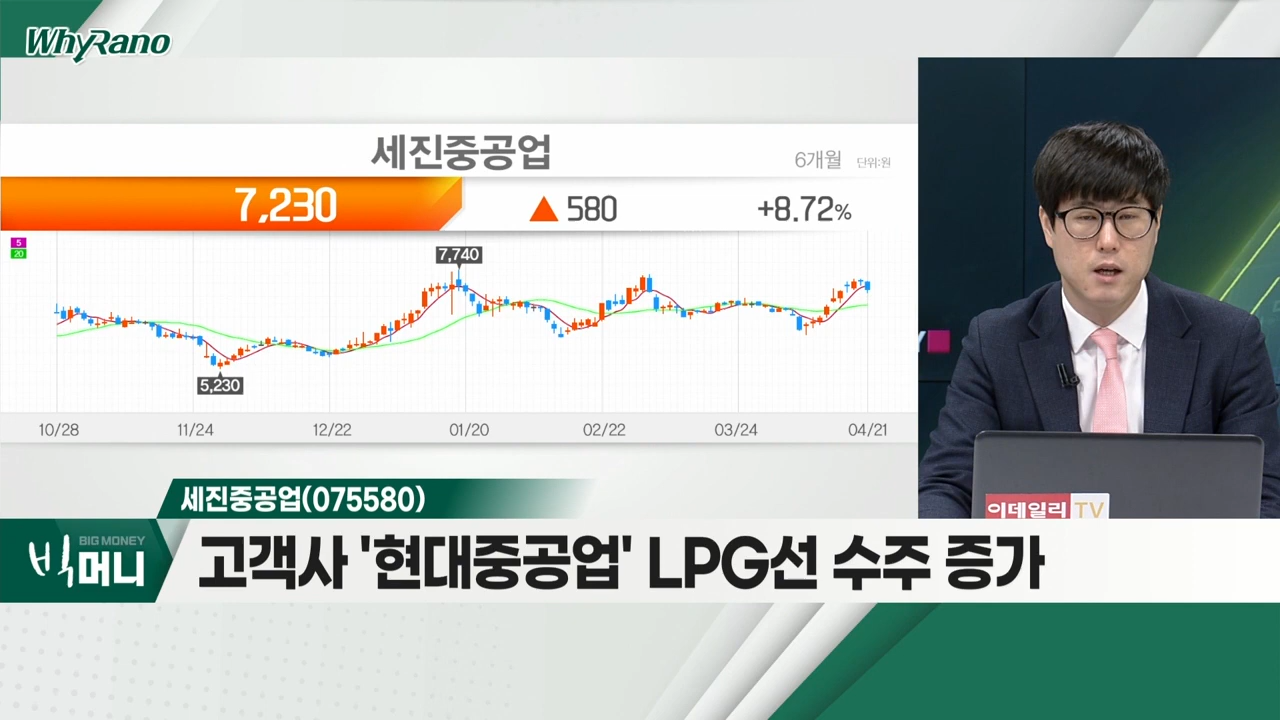 WhyRano
세진중공업
6개월 단위:원
7,230 ▲ 580 +8.72%
5
20
7,740
5,230
10/28 11/24 12/22 01/20 02/22 03/24 04/21
Y
이데일리 TV
세진중공업(075580)
빅머니 BIG MONEY
고객사 '현대중공업' LPG선 수주 증가